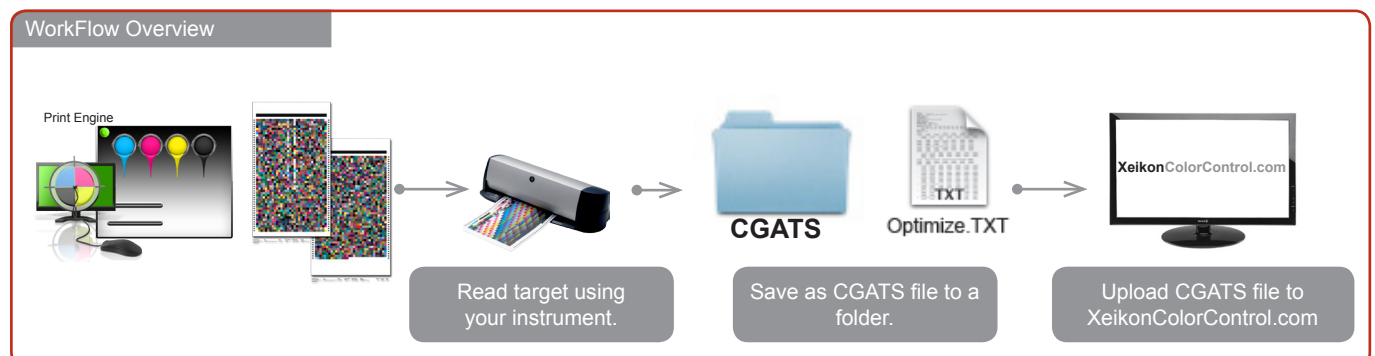 WorkFlow Overview
Print Engine
CGATS
TXT
Optimize.TXT
XeikonColorControl.com
Read target using
your instrument.
Save as CGATS file to a
folder.
Upload CGATS file to
XeikonColorControl.com